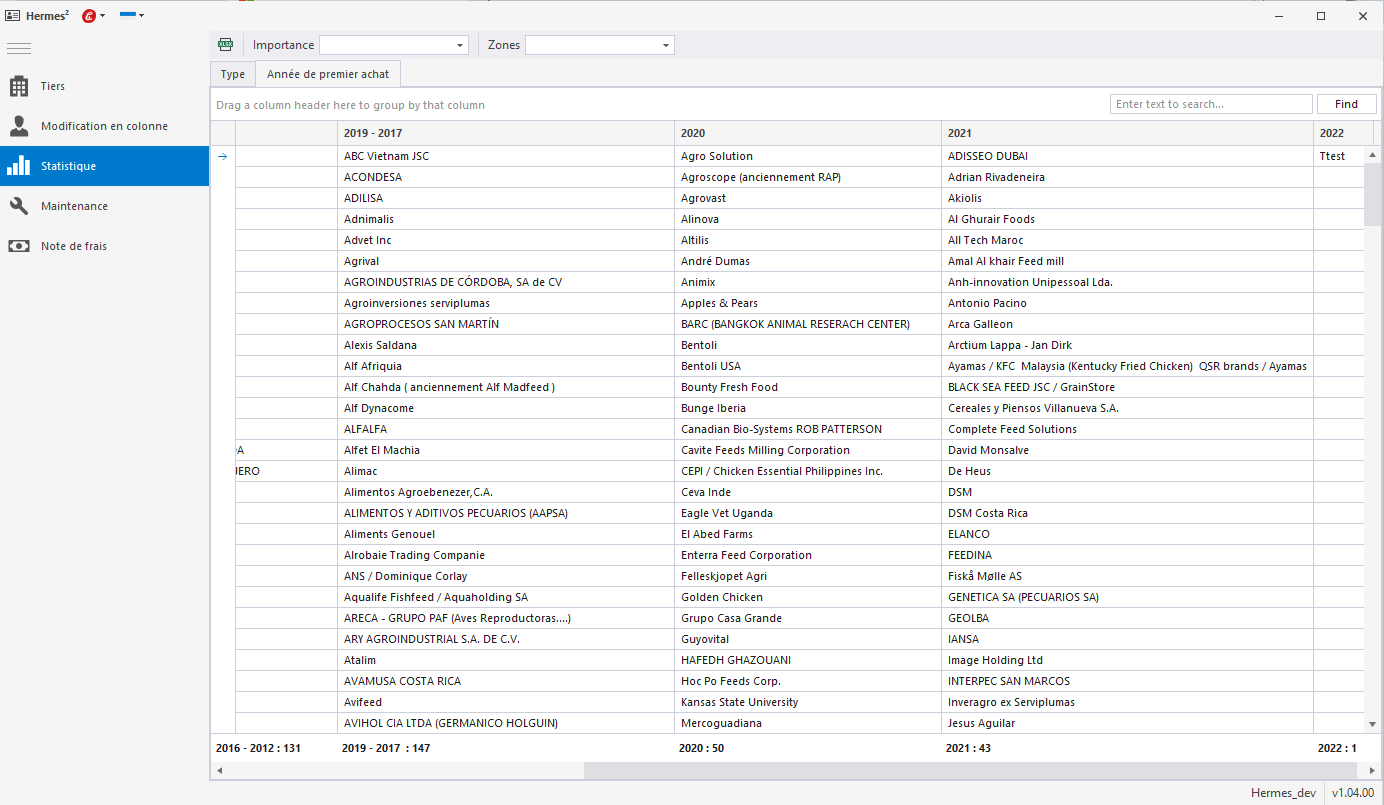 Hermes²
Importance
Zones
Tiers
Modification en colonne
Statistique
Maintenance
Note de frais
Type
Année de premier achat
Drag a column header here to group by that column
Enter text to search...
Find
2019 - 2017 2020 2021 2022
ABC Vietnam JSC Agro Solution ADISSEO DUBAI Ttest
ACONDESA Agroscope (anciennement RAP) Adrian Rivadeneira
ADILISA Agrovast Akiolis
Adnimalis Alinova Al Ghurair Foods
Advet Inc Altilis All Tech Maroc
Agrival André Dumas Amal Al khair Feed mill
AGROINDUSTRIAS DE CÓRDOBA, SA de CV Animix Anh-innovation Unipessoal Lda.
Agroinversiones serviplumas Apples & Pears Antonio Pacino
AGROPROCESOS SAN MARTÍN BARC (BANGKOK ANIMAL RESERACH CENTER) Arca Galleon
Alexis Saldana Bentoli Arctium Lappa - Jan Dirk
Alf Afriquia Bentoli USA Ayamas / KFC  Malaysia (Kentucky Fried Chicken)  QSR brands / Ayamas
Alf Chahda ( anciennement Alf Madfeed ) Bounty Fresh Food BLACK SEA FEED JSC / GrainStore
Alf Dynacome Bunge Iberia Cereales y Piensos Villanueva S.A.
ALFALFA Canadian Bio-Systems ROB PATTERSON Complete Feed Solutions
Alfet El Machia Cavite Feeds Milling Corporation David Monsalve
Alimac CEPI / Chicken Essential Philippines Inc. De Heus
Alimentos Agroebenezer,C.A. Ceva Inde DSM
ALIMENTOS Y ADITIVOS PECUARIOS (AAPSA) Eagle Vet Uganda DSM Costa Rica
Aliments Genouel El Abed Farms ELANCO
Alrobaie Trading Companie Enterra Feed Corporation FEEDINA
ANS / Dominique Corlay Felleskjopet Agri Fiskå Mølle AS
Aqualife Fishfeed / Aquaholding SA Golden Chicken GENETICA SA (PECUARIOS SA)
ARECA - GRUPO PAF (Aves Reproductoras....) Grupo Casa Grande GEOLBA
ARY AGROINDUSTRIAL S.A. DE C.V. Guyovital IANSA
Atalim HAFEDH GHAZOUANI Image Holding Ltd
AVAMUSA COSTA RICA Hoc Po Feeds Corp. INTERPEC SAN MARCOS
Avifeed Kansas State University Inveragro ex Serviplumas
AVIHOL CIA LTDA (GERMANICO HOLGUIN) Mercoguadiana Jesus Aguilar
2016 - 2012 : 131 2019 - 2017  : 147 2020 : 50 2021 : 43 2022 : 1
Hermes_dev v1.04.00